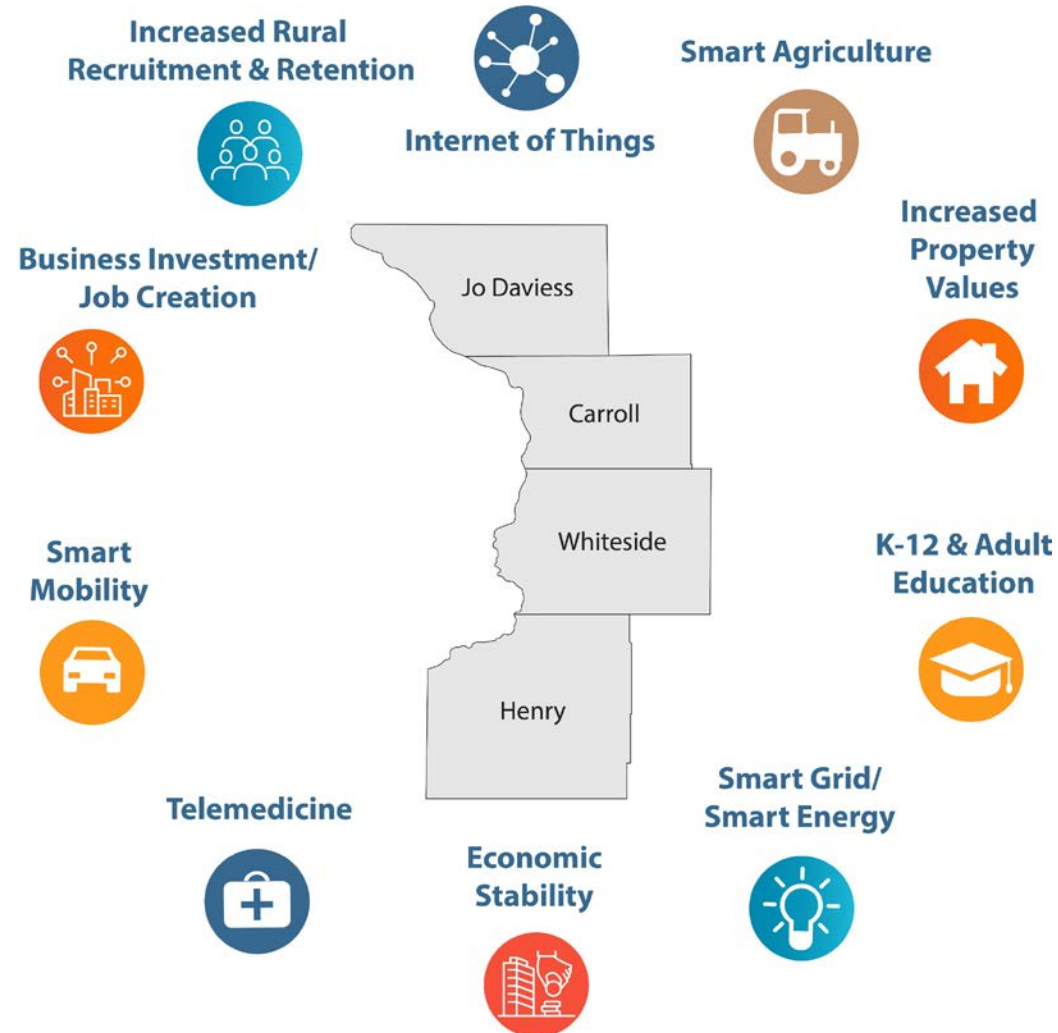 Increased Rural
Recruitment & Retention
Internet of Things
Smart Agriculture
Increased
Property
Values
Business Investment/
Job Creation
Jo Daviess
Carroll
Whiteside
Henry
Smart
Mobility
K-12 & Adult
Education
Telemedicine
Economic
Stability
Smart Grid/
Smart Energy